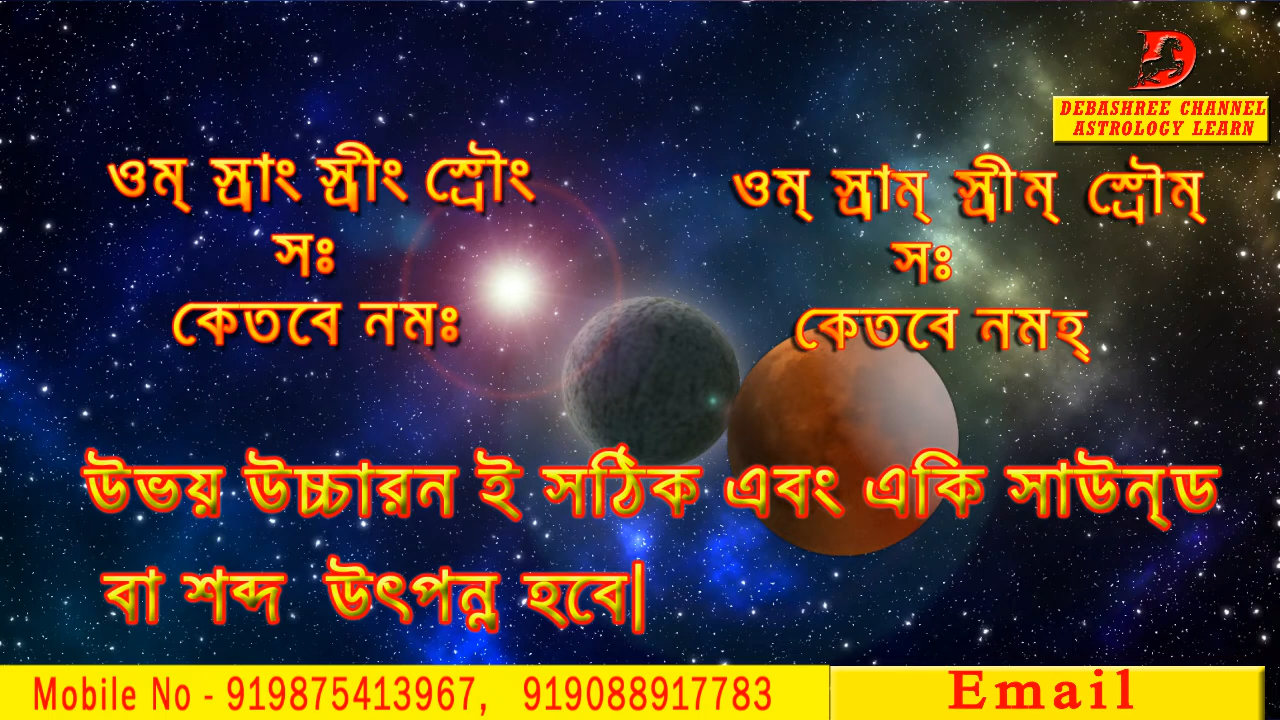 DEBASHREE CHANNEL
ASTROLOGY LEARN
ওম্ স্রাং স্রীং স্রৌং
সঃ
কেতবে নমঃ
ওম্ স্রাম্ স্রীম্ স্রৌম্
সঃ
কেতবে নমহ্
উভয় উচ্চারন ই সঠিক এবং একি সাউন্‌ড
বা শব্দ উৎপন্ন হবে|
Mobile No - 919875413967, 919088917783
Email